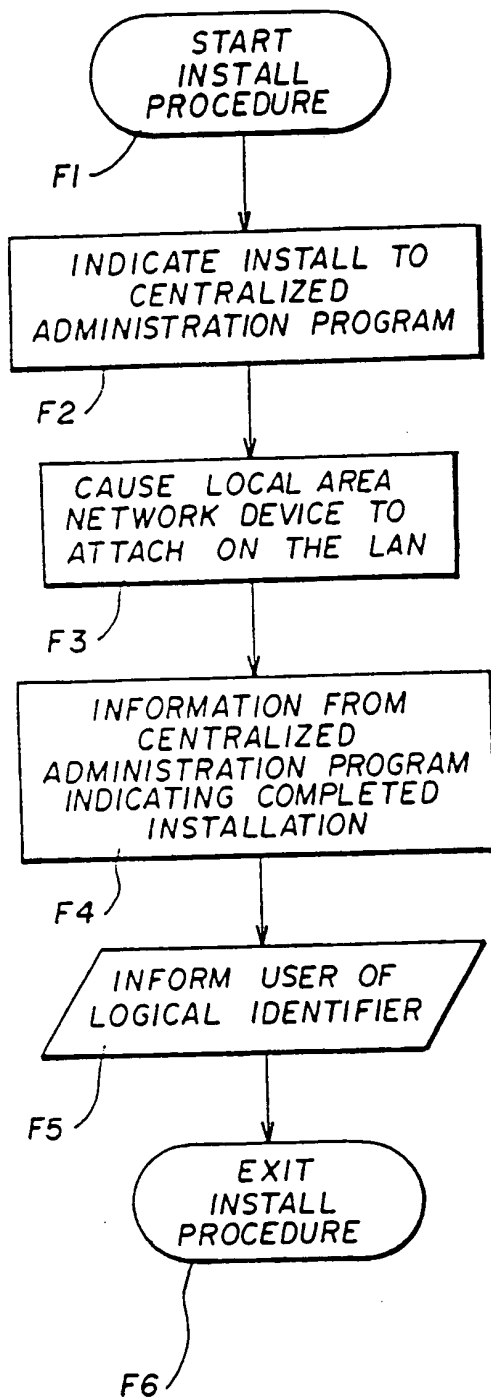 START
INSTALL
PROCEDURE
F1
INDICATE INSTALL TO
CENTRALIZED
ADMINISTRATION PROGRAM
F2
CAUSE LOCAL AREA
NETWORK DEVICE TO
ATTACH ON THE LAN
F3
INFORMATION FROM
CENTRALIZED
ADMINISTRATION PROGRAM
INDICATING COMPLETED
INSTALLATION
F4
INFORM USER OF
LOGICAL IDENTIFIER
F5
EXIT
INSTALL
PROCEDURE
F6